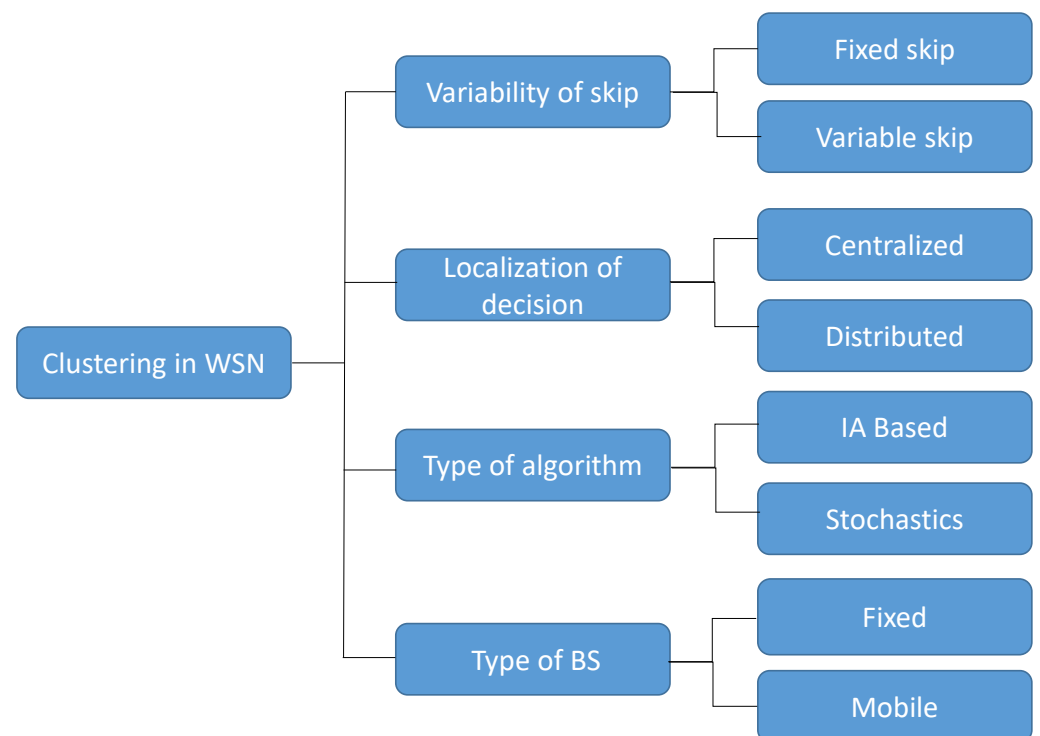 Clustering in WSN
Variability of skip
Fixed skip
Variable skip
Localization of
decision
Centralized
Distributed
Type of algorithm
IA Based
Stochastics
Type of BS
Fixed
Mobile